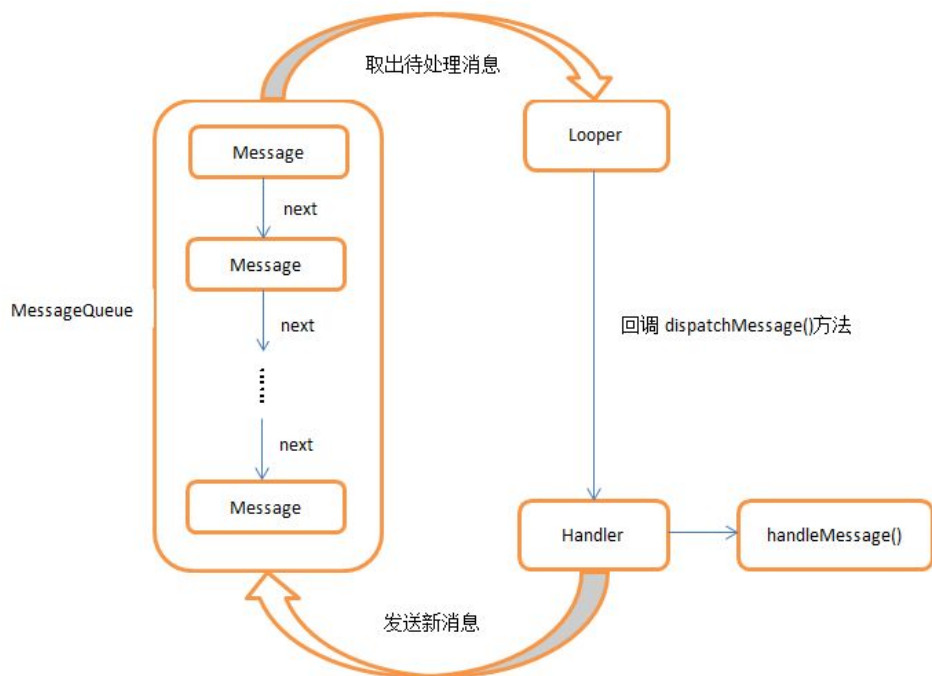 取出待处理消息
Message
Looper
next
Message
MessageQueue
next
回调 dispatchMessage()方法
next
Message
Handler
handleMessage()
发送新消息